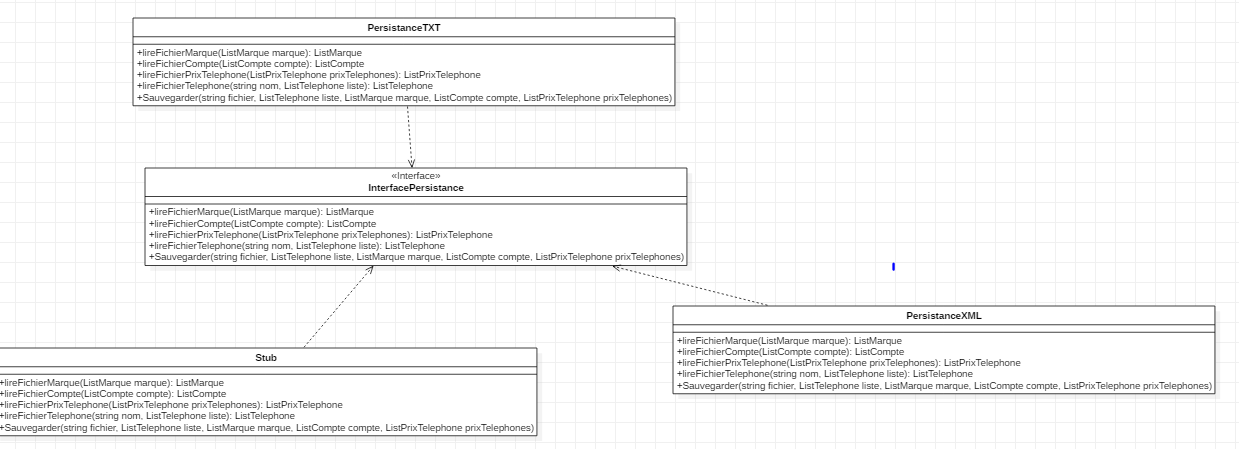 PersistanceTXT
+lireFichierMarque(ListMarque marque): ListMarque
+lireFichierCompte(ListCompte compte): ListCompte
+lireFichierPrixTelephone(ListPrixTelephone prixTelephones): ListPrixTelephone
+lireFichierTelephone(string nom, ListTelephone liste): ListTelephone
+Sauvegarder(string fichier, ListTelephone liste, ListMarque marque, ListCompte compte, ListPrixTelephone prixTelephones)
«Interface»
InterfacePersistance
+lireFichierMarque(ListMarque marque): ListMarque
+lireFichierCompte(ListCompte compte): ListCompte
+lireFichierPrixTelephone(ListPrixTelephone prixTelephones): ListPrixTelephone
+lireFichierTelephone(string nom, ListTelephone liste): ListTelephone
+Sauvegarder(string fichier, ListTelephone liste, ListMarque marque, ListCompte compte, ListPrixTelephone prixTelephones)
PersistanceXML
+lireFichierMarque(ListMarque marque): ListMarque
+lireFichierCompte(ListCompte compte): ListCompte
+lireFichierPrixTelephone(ListPrixTelephone prixTelephones): ListPrixTelephone
+lireFichierTelephone(string nom, ListTelephone liste): ListTelephone
+Sauvegarder(string fichier, ListTelephone liste, ListMarque marque, ListCompte compte, ListPrixTelephone prixTelephones)
Stub
+lireFichierMarque(ListMarque marque): ListMarque
+lireFichierCompte(ListCompte compte): ListCompte
+lireFichierPrixTelephone(ListPrixTelephone prixTelephones): ListPrixTelephone
+lireFichierTelephone(string nom, ListTelephone liste): ListTelephone
+Sauvegarder(string fichier, ListTelephone liste, ListMarque marque, ListCompte compte, ListPrixTelephone prixTelephones)